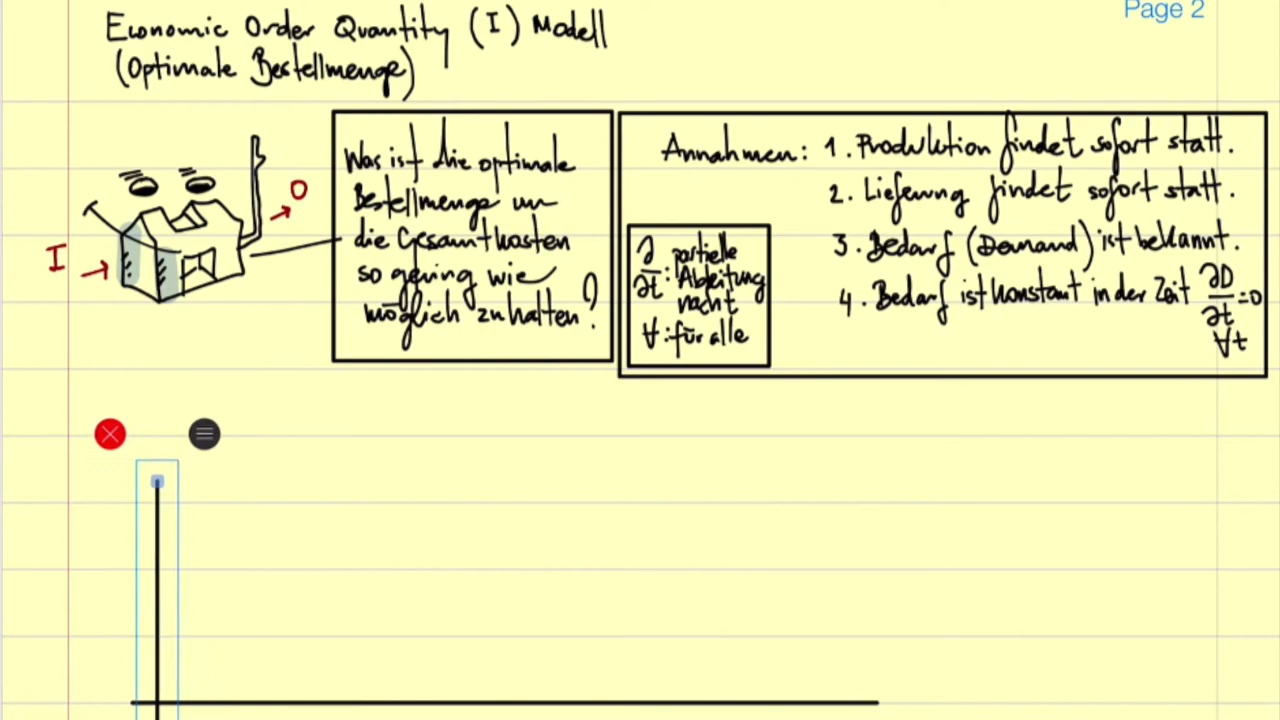 Page 2
Economic Order Quantity (I) Modell
(Optimale Bestellmenge)
I
O
Was ist die optimale
Bestellmenge um
die Gesamtkosten
so gering wie
möglich zu halten?
Annahmen: 1. Produktion findet sofort statt.
2. Lieferung findet sofort statt.
3. Bedarf (Demand) ist bekannt.
4. Bedarf ist konstant in der Zeit ∂D/∂t=0
∀t
∂/∂t: partielle
Ableitung
nach t
∀: für alle